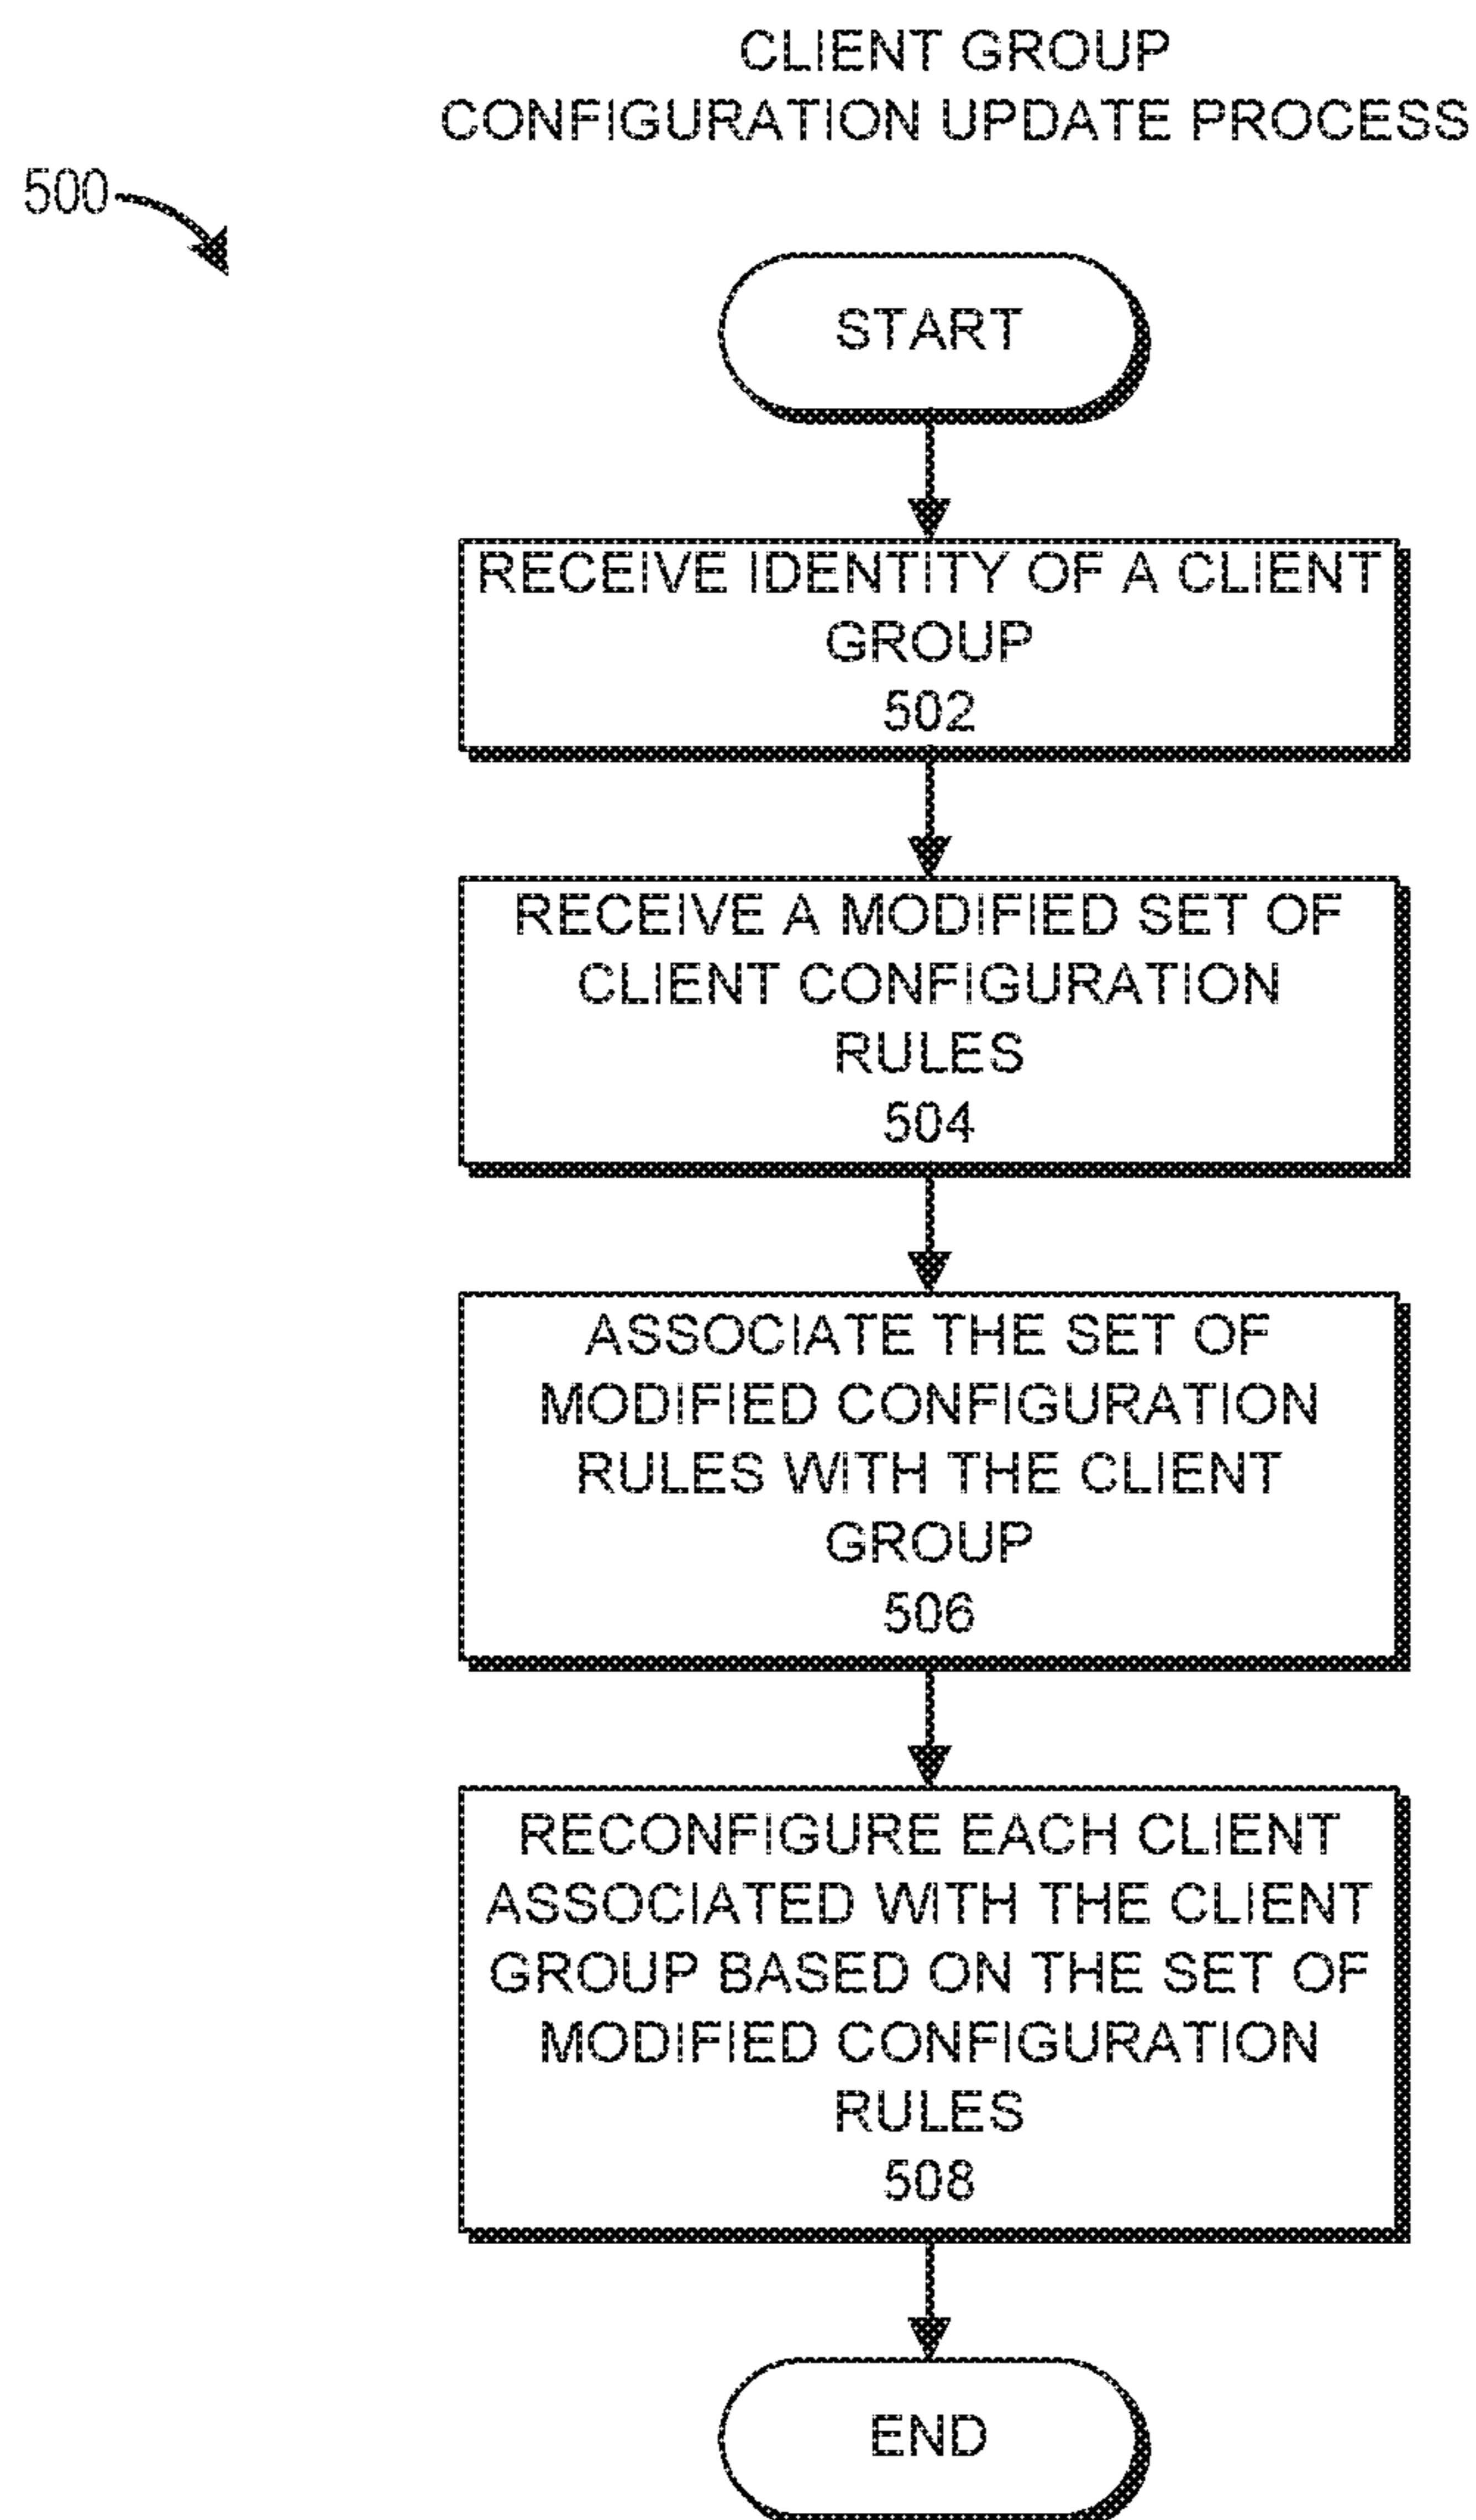 CLIENT GROUP
CONFIGURATION UPDATE PROCESS
500
START
RECEIVE IDENTITY OF A CLIENT
GROUP
502
RECEIVE A MODIFIED SET OF
CLIENT CONFIGURATION
RULES
504
ASSOCIATE THE SET OF
MODIFIED CONFIGURATION
RULES WITH THE CLIENT
GROUP
506
RECONFIGURE EACH CLIENT
ASSOCIATED WITH THE CLIENT
GROUP BASED ON THE SET OF
MODIFIED CONFIGURATION
RULES
508
END